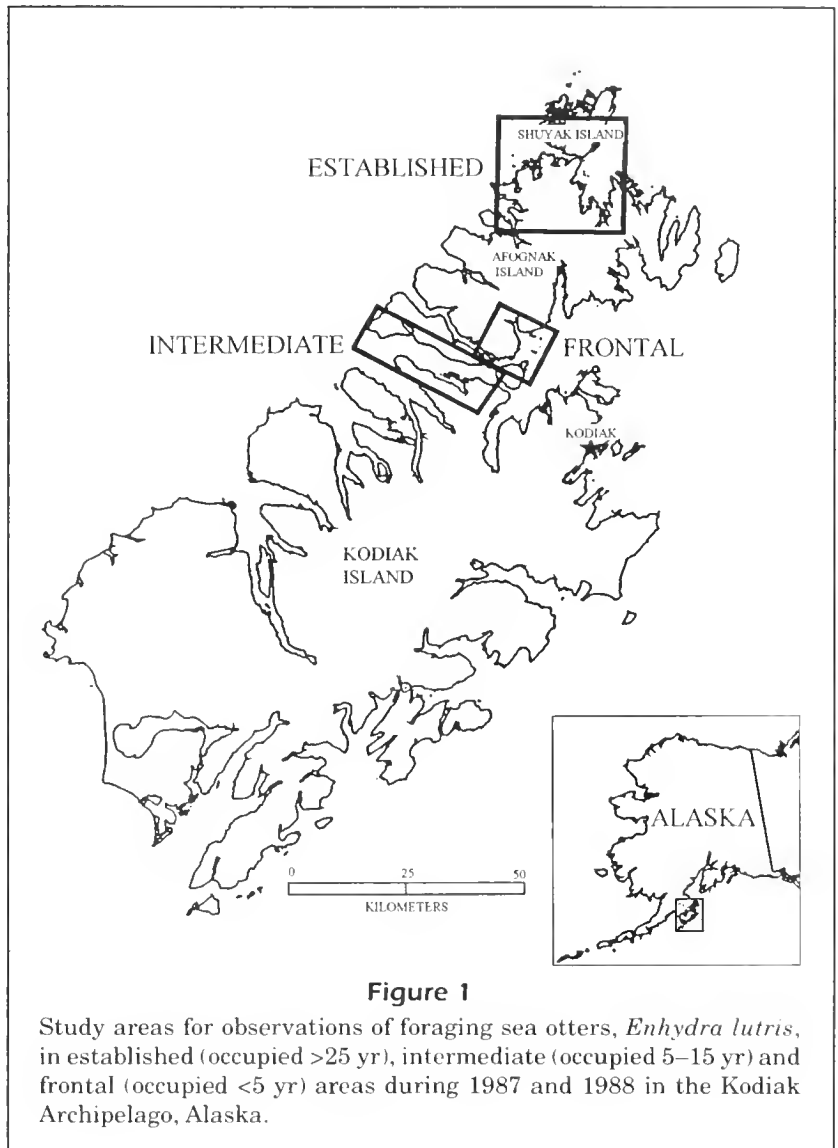 SHUYAK ISLAND
ESTABLISHED
AFOGNAK
ISLAND
INTERMEDIATE
FRONTAL
KODIAK
KODIAK
ISLAND
ALASKA
0 25 50
KILOMETERS
Figure 1
Study areas for observations of foraging sea otters, Enhydra lutris,
in established (occupied >25 yr), intermediate (occupied 5–15 yr) and
frontal (occupied <5 yr) areas during 1987 and 1988 in the Kodiak
Archipelago, Alaska.